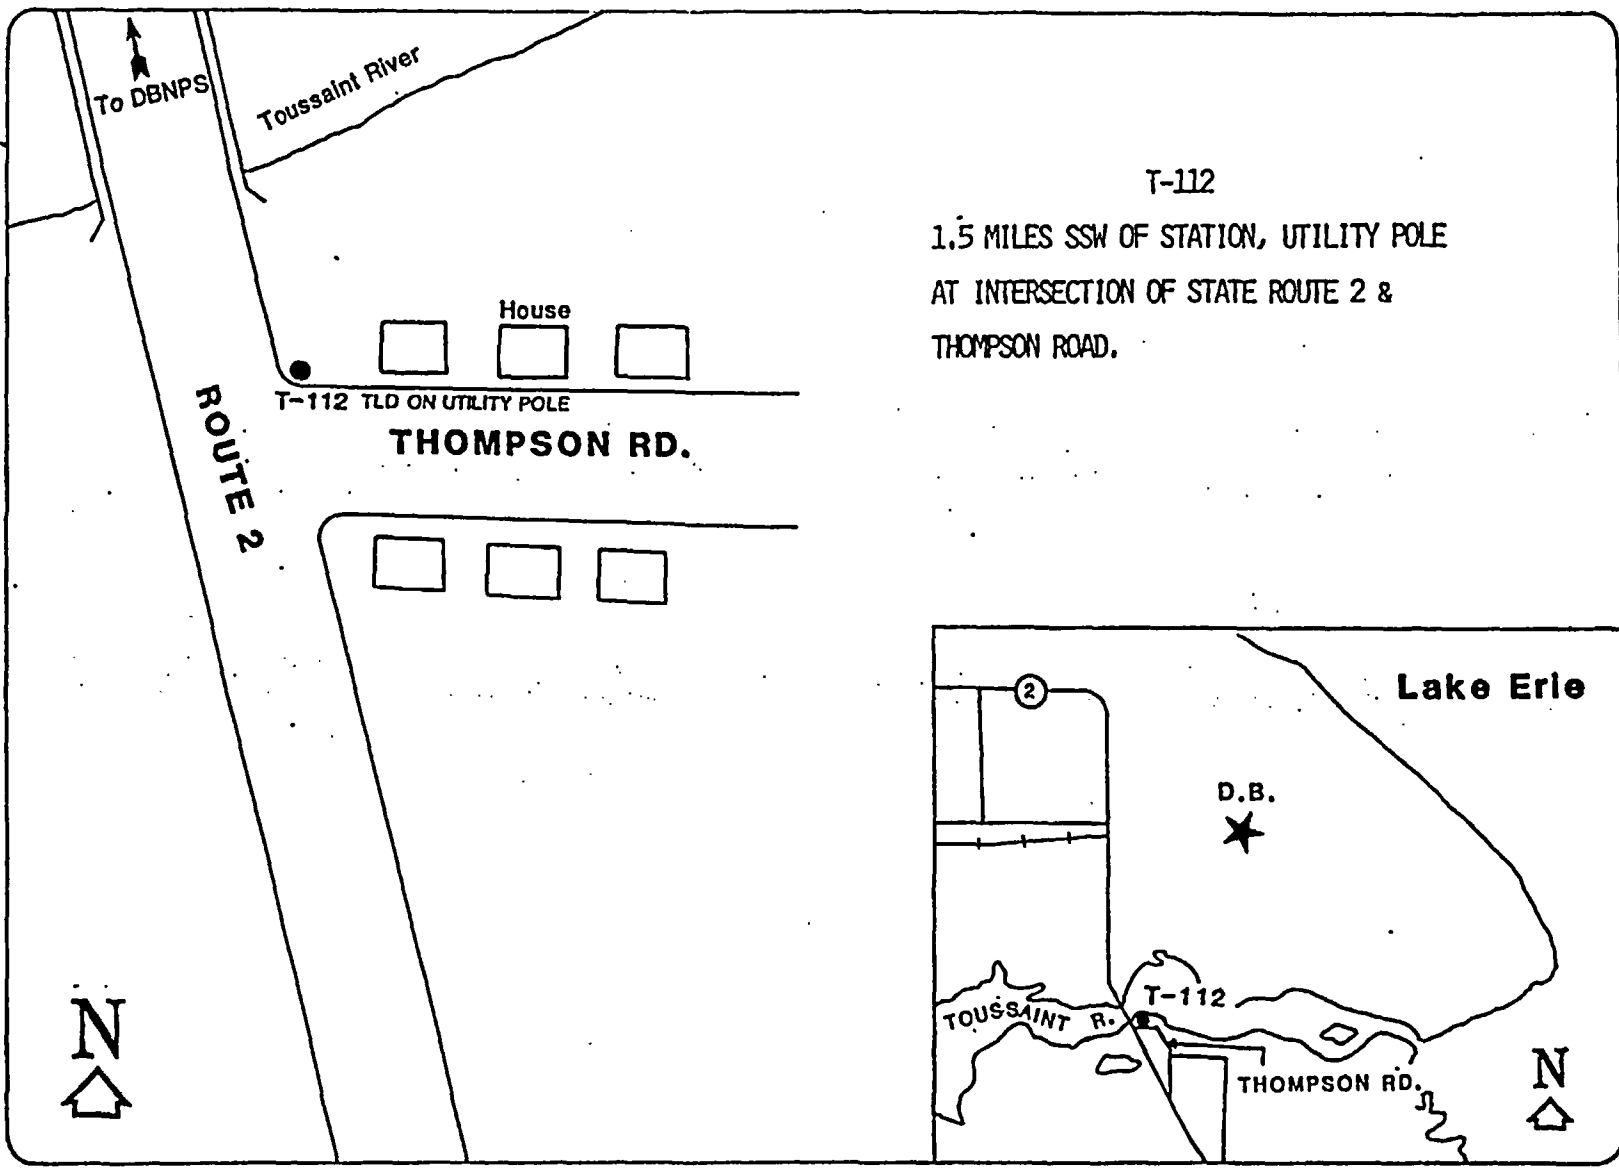 To DBNPS
Toussaint River
T-112
1.5 MILES SSW OF STATION, UTILITY POLE
AT INTERSECTION OF STATE ROUTE 2 &
THOMPSON ROAD.
House
T-112 TLD ON UTILITY POLE
THOMPSON RD.
ROUTE 2
N
2
Lake Erie
D.B.
T-112
TOUSSAINT R.
THOMPSON RD.
N